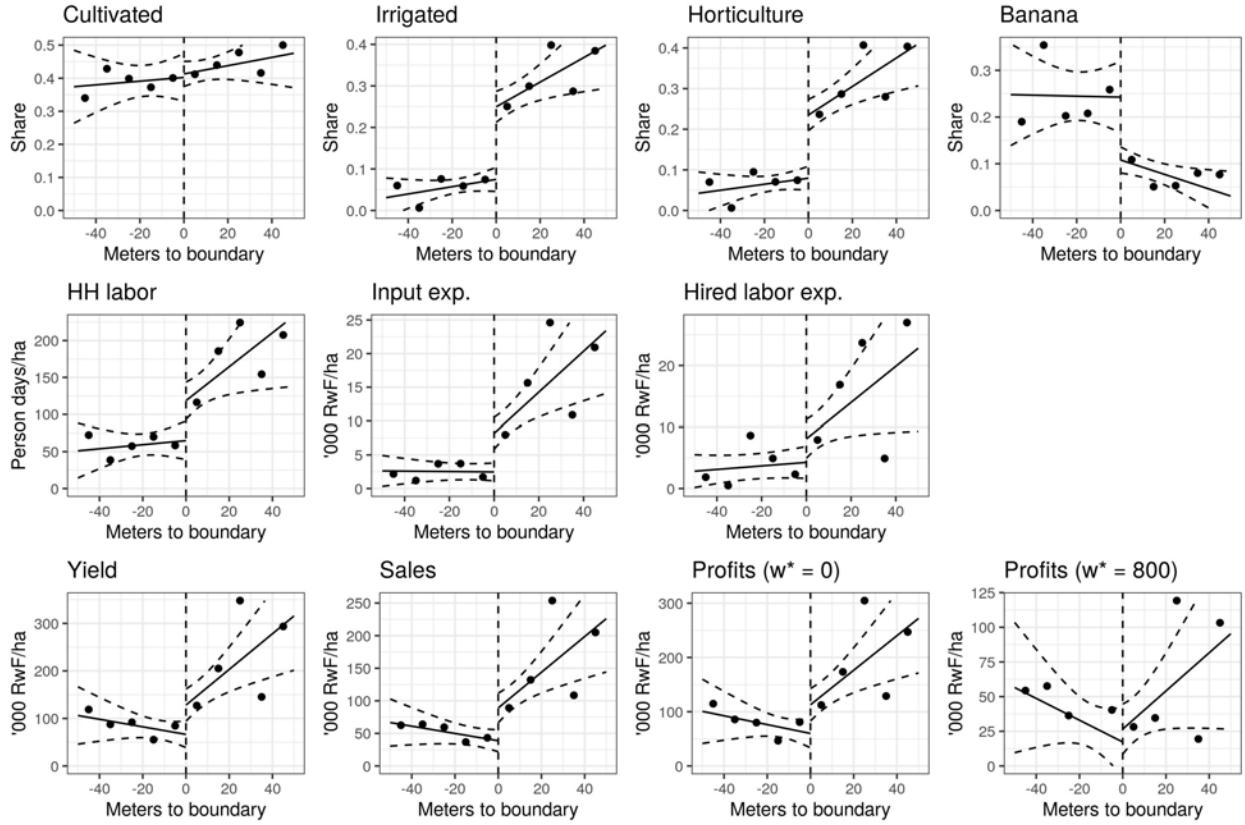 Cultivated
Irrigated
Horticulture
Banana
Share
0.5
0.4
0.3
0.2
0.1
0.0
-40 -20 0 20 40
Meters to boundary
Share
0.4
0.3
0.2
0.1
0.0
-40 -20 0 20 40
Meters to boundary
Share
0.4
0.3
0.2
0.1
0.0
-40 -20 0 20 40
Meters to boundary
Share
0.3
0.2
0.1
0.0
-40 -20 0 20 40
Meters to boundary
HH labor
Input exp.
Hired labor exp.
Person days/ha
200
150
100
50
0
-40 -20 0 20 40
Meters to boundary
'000 RwF/ha
25
20
15
10
5
0
-40 -20 0 20 40
Meters to boundary
'000 RwF/ha
20
10
0
-40 -20 0 20 40
Meters to boundary
Yield
Sales
Profits (w* = 0)
Profits (w* = 800)
'000 RwF/ha
300
200
100
0
-40 -20 0 20 40
Meters to boundary
'000 RwF/ha
250
200
150
100
50
0
-40 -20 0 20 40
Meters to boundary
'000 RwF/ha
300
200
100
0
-40 -20 0 20 40
Meters to boundary
'000 RwF/ha
125
100
75
50
25
0
-40 -20 0 20 40
Meters to boundary